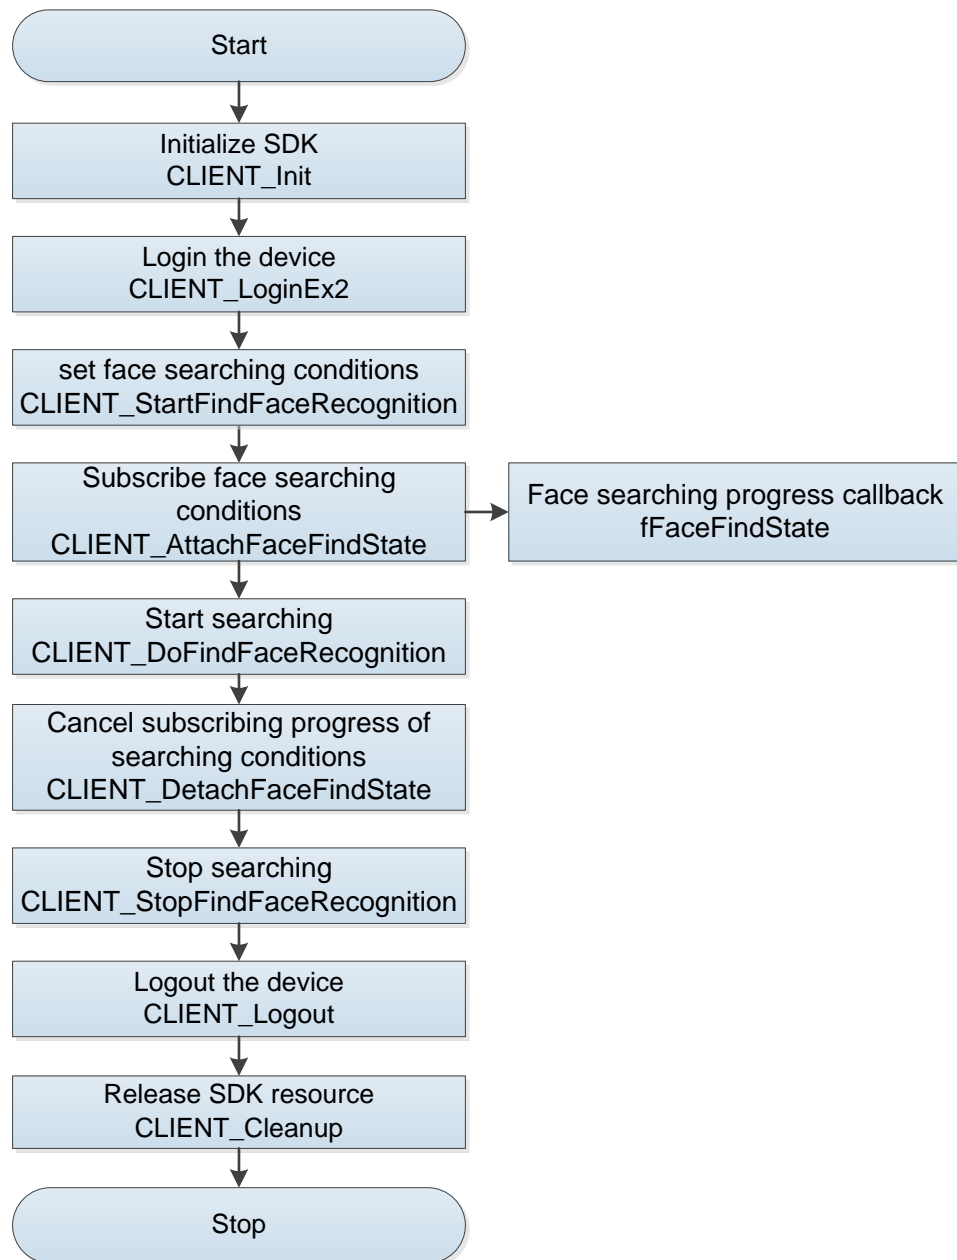 Start
Initialize SDK
CLIENT_Init
Login the device
CLIENT_LoginEx2
set face searching conditions
CLIENT_StartFindFaceRecognition
Subscribe face searching
conditions
CLIENT_AttachFaceFindState
Face searching progress callback
fFaceFindState
Start searching
CLIENT_DoFindFaceRecognition
Cancel subscribing progress of
searching conditions
CLIENT_DetachFaceFindState
Stop searching
CLIENT_StopFindFaceRecognition
Logout the device
CLIENT_Logout
Release SDK resource
CLIENT_Cleanup
Stop